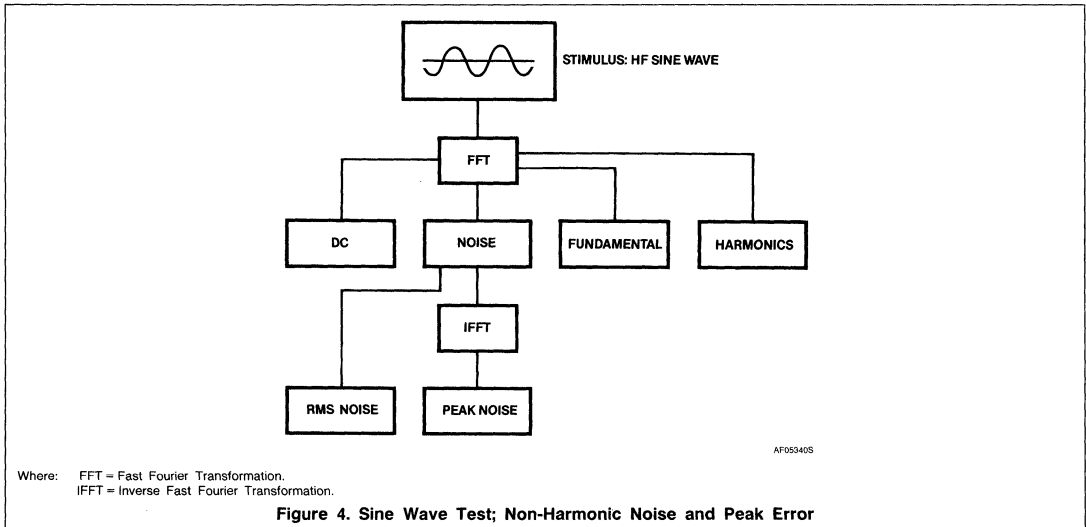 STIMULUS: HF SINE WAVE
FFT
DC
NOISE
FUNDAMENTAL
HARMONICS
IFFT
RMS NOISE
PEAK NOISE
AF05340S
Where: FFT = Fast Fourier Transformation.
IFFT = Inverse Fast Fourier Transformation.
Figure 4. Sine Wave Test; Non-Harmonic Noise and Peak Error